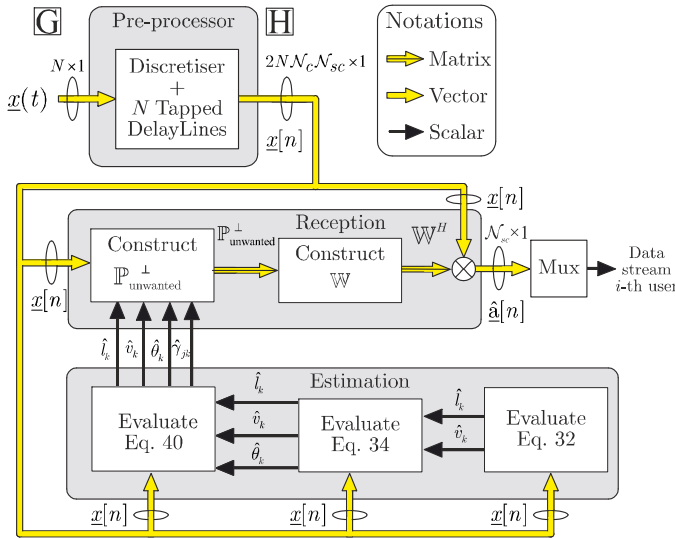 G
Pre-processor
H
Notations
N×1
x(t)
Discretiser
+
N Tapped
DelayLines
2N𝒩c𝒩sc×1
x[n]
Matrix
Vector
Scalar
x[n]
Reception
Construct
ℙ⊥unwanted
ℙ⊥unwanted
Construct
𝕎
𝕎^H
𝒩sc×1
Mux
Data
stream
i-th user
x[n]
â[n]
l̂k
v̂k
θ̂k
γ̂jk
Estimation
Evaluate
Eq. 40
l̂k
v̂k
θ̂k
Evaluate
Eq. 34
l̂k
v̂k
Evaluate
Eq. 32
x[n]
x[n]
x[n]